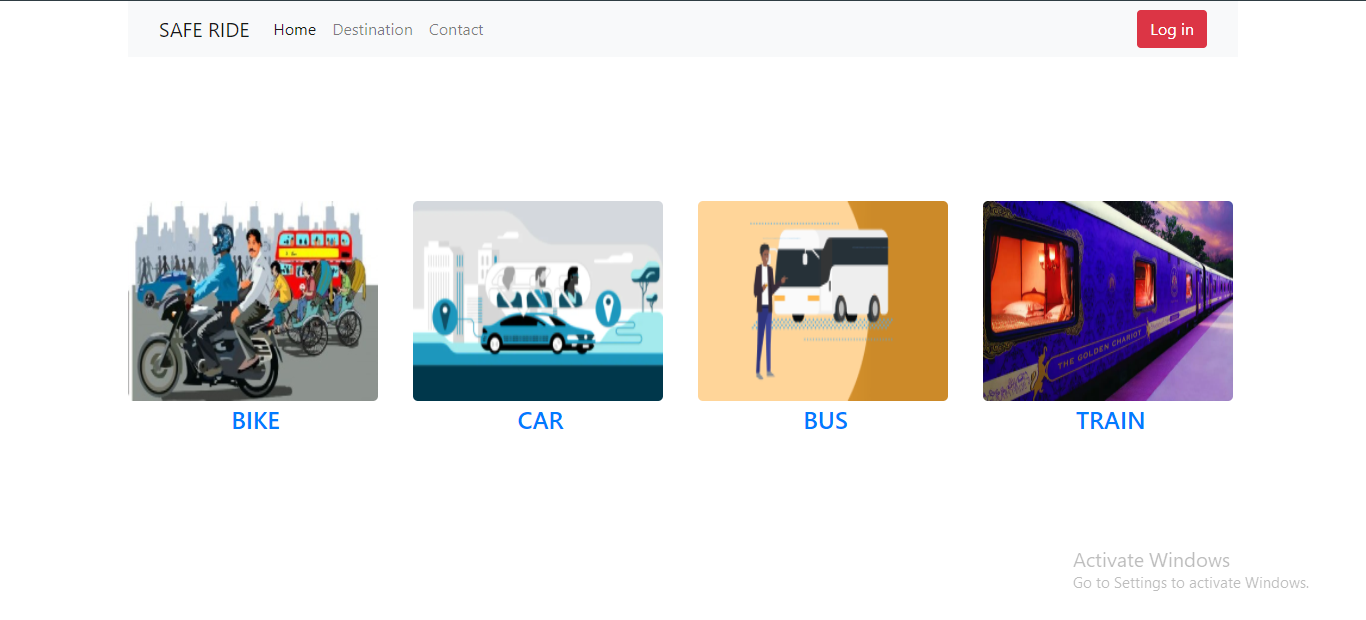 SAFE RIDE Home Destination Contact Log in
THE GOLDEN CHARIOT
BIKE CAR BUS TRAIN
Activate Windows
Go to Settings to activate Windows.